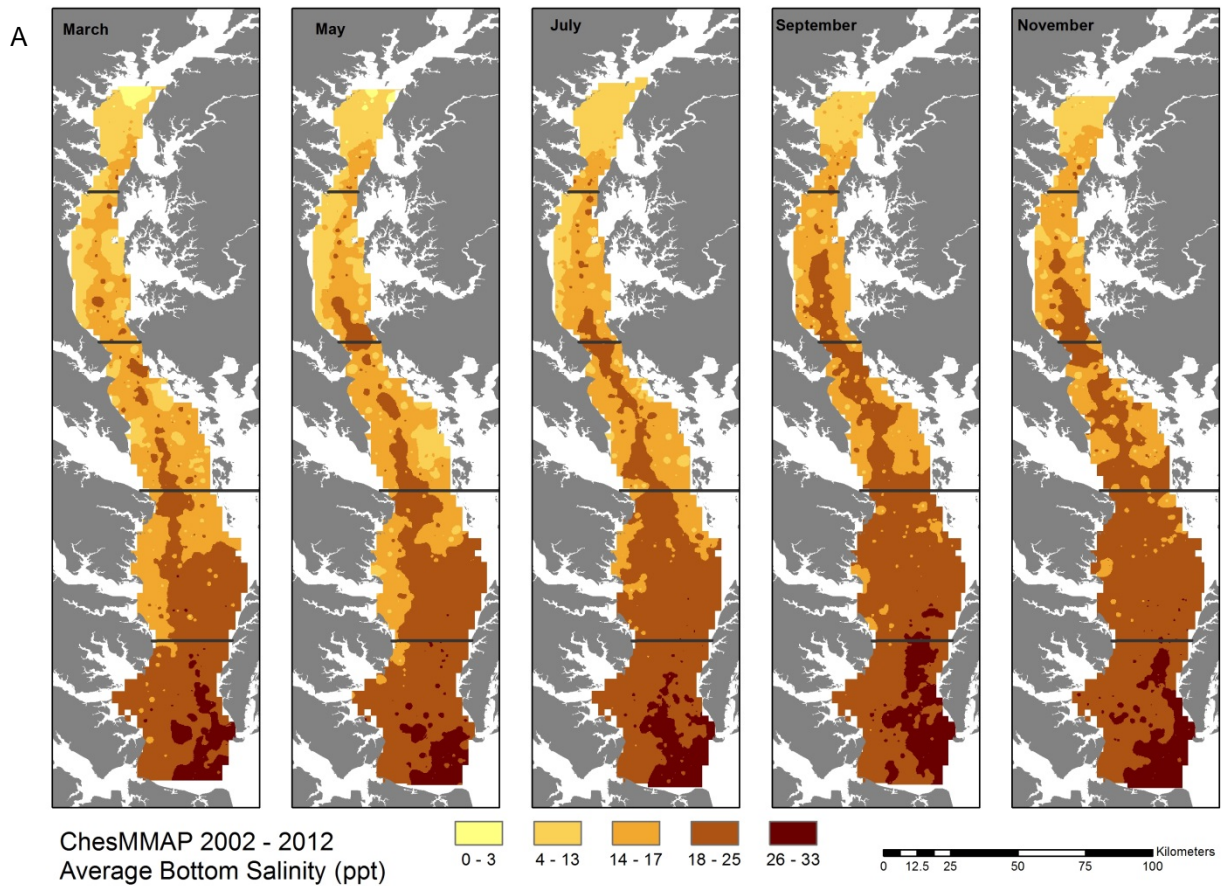 A
March
May
July
September
November
ChesMMAP 2002 - 2012
Average Bottom Salinity (ppt)
0 - 3
4 - 13
14 - 17
18 - 25
26 - 33
Kilometers
0 12.5 25 50 75 100